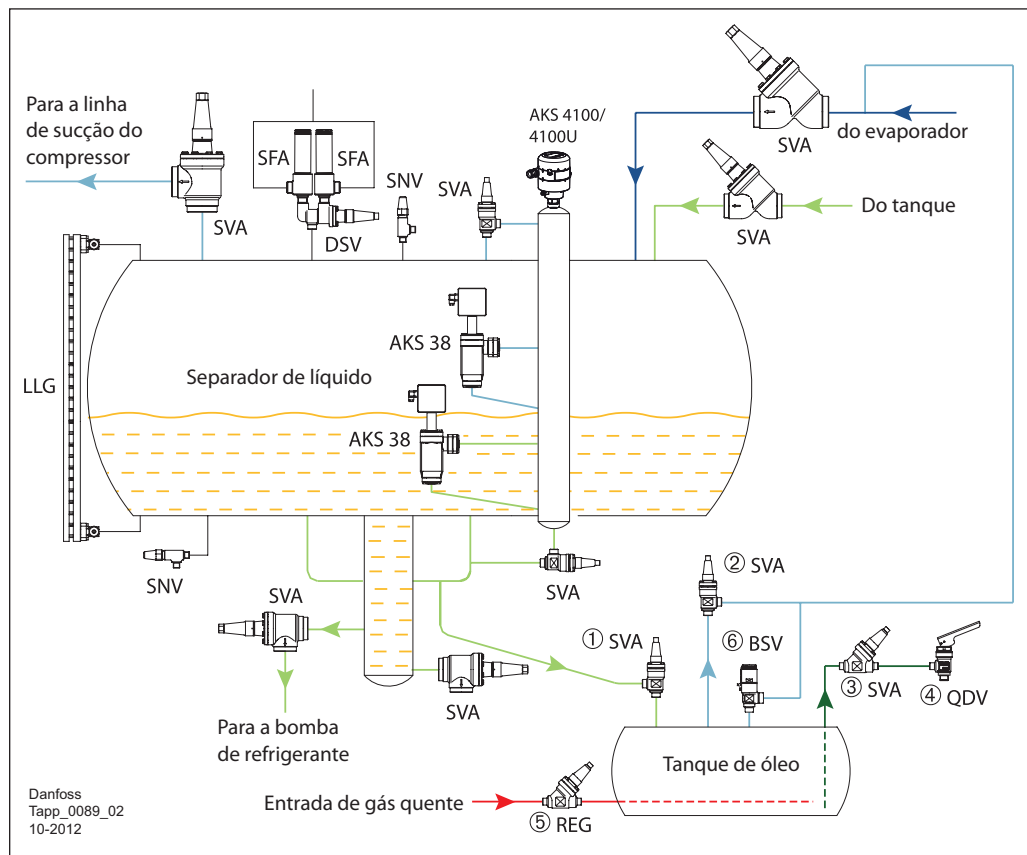 Para a linha
de sucção do
compressor
SVA
SFA
SFA
DSV
SNV
SVA
AKS 4100/
4100U
SVA
do evaporador
SVA
Do tanque
LLG
AKS 38
Separador de líquido
AKS 38
SNV
SVA
SVA
Para a bomba
de refrigerante
SVA
① SVA
② SVA
⑥ BSV
③ SVA
④ QDV
Tanque de óleo
Entrada de gás quente
⑤ REG
Danfoss
Tapp_0089_02
10-2012